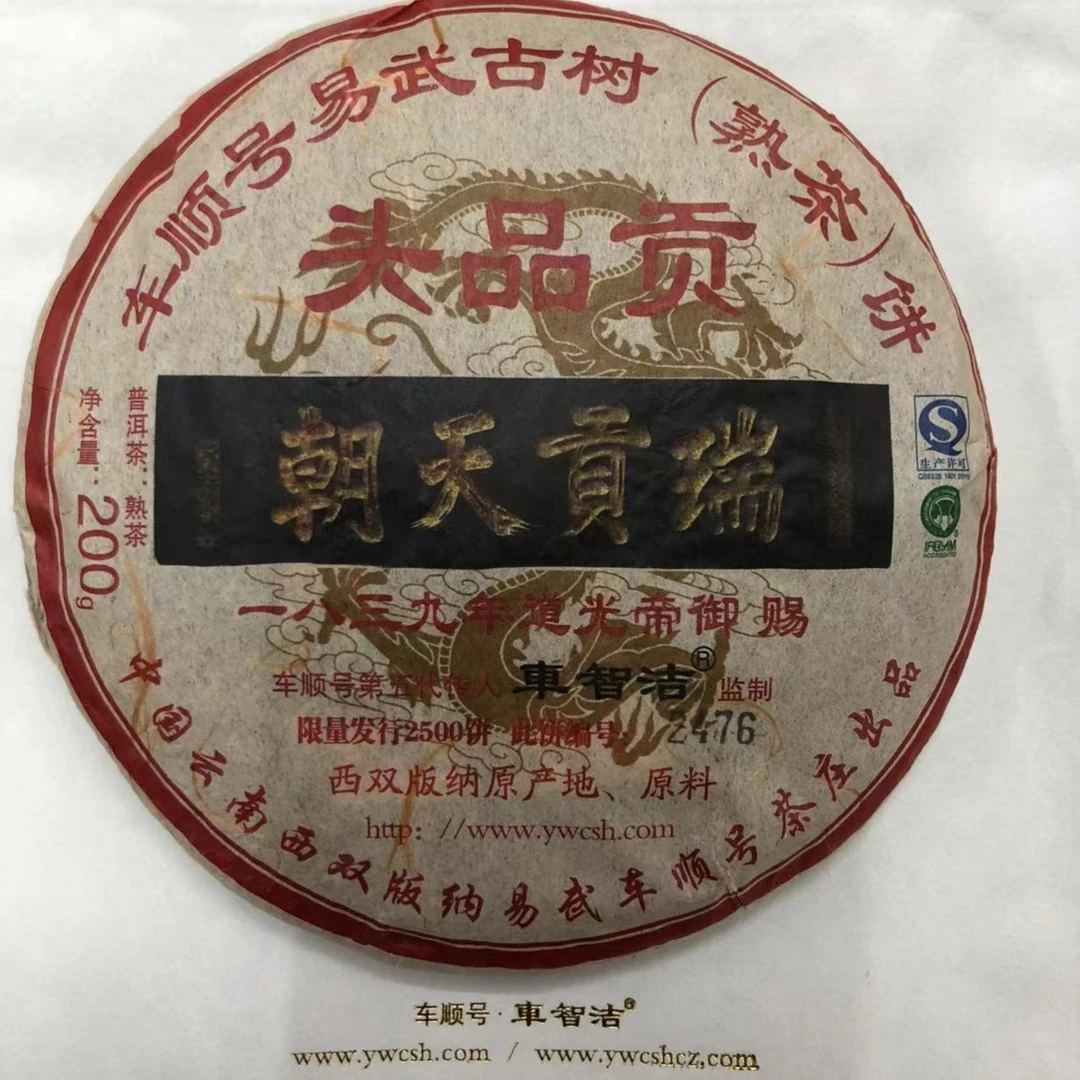 车顺号易武古树（熟茶）饼
头品贡
朝天贡瑞
普洱茶：熟茶
净含量：200g
生产许可
一八三九年道光帝御赐
车顺号第五代传人 車智洁® 监制
限量发行2500饼 此饼编号：2476
西双版纳原产地、原料
http: //www.ywcsh.com
中国云南西双版纳易武车顺号茶庄出品
车顺号·車智洁®
www.ywcsh.com / www.ywcshcz.com